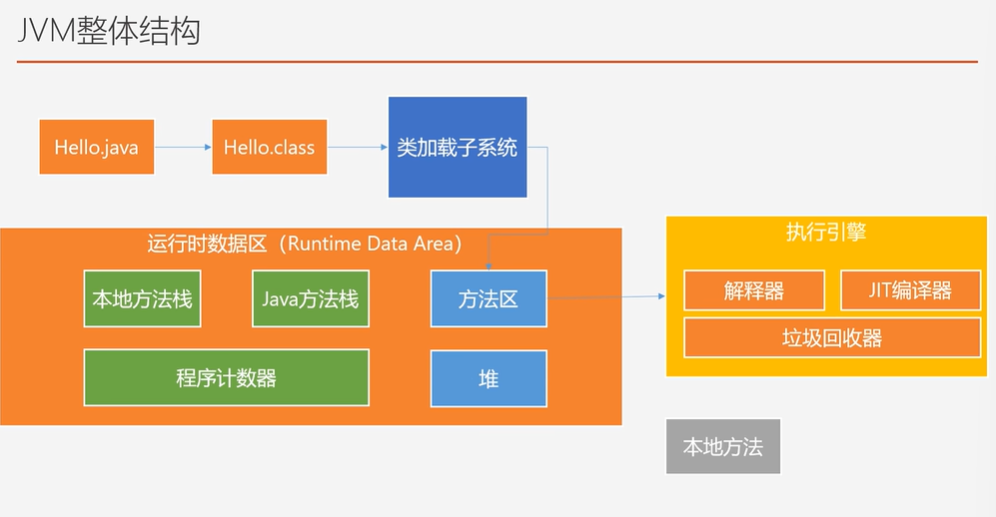 JVM整体结构
Hello.java
Hello.class
类加载子系统
运行时数据区（Runtime Data Area）
本地方法栈
Java方法栈
方法区
程序计数器
堆
执行引擎
解释器
JIT编译器
垃圾回收器
本地方法